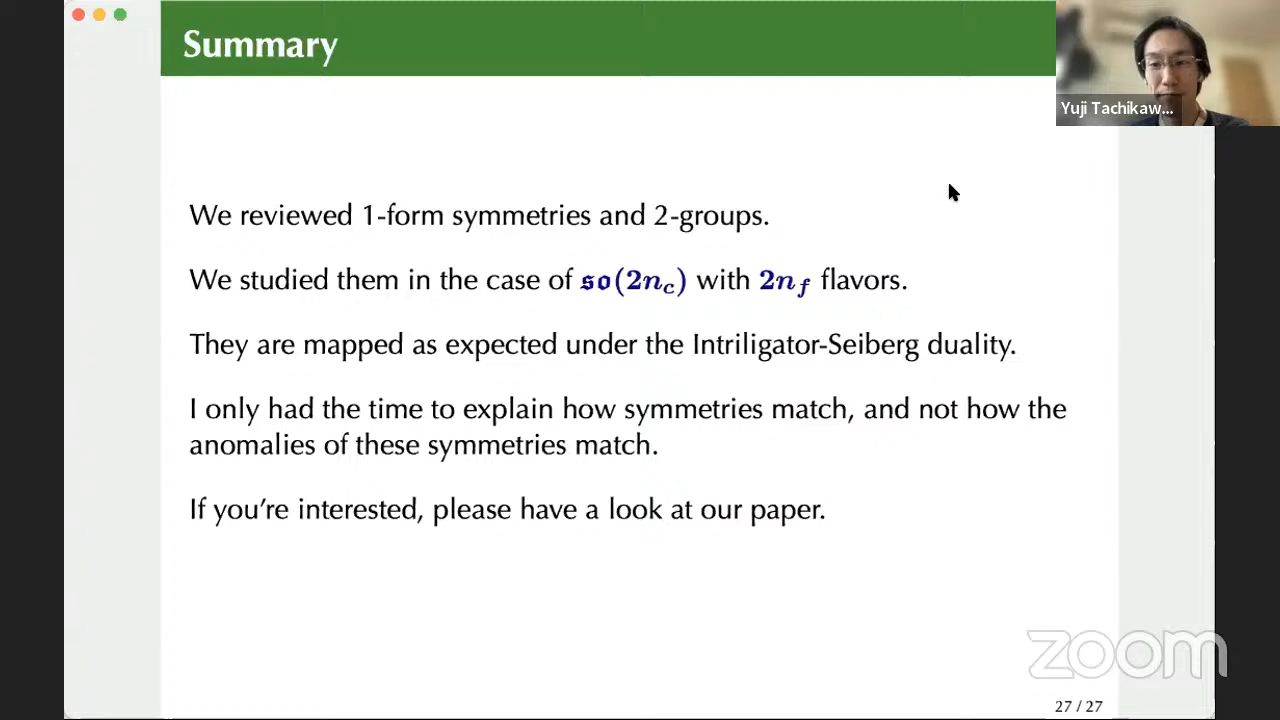 Summary
Yuji Tachikaw...
We reviewed 1-form symmetries and 2-groups.
We studied them in the case of 𝖘𝖔(2n_c) with 2n_f flavors.
They are mapped as expected under the Intriligator-Seiberg duality.
I only had the time to explain how symmetries match, and not how the
anomalies of these symmetries match.
If you’re interested, please have a look at our paper.
zoom
27 / 27